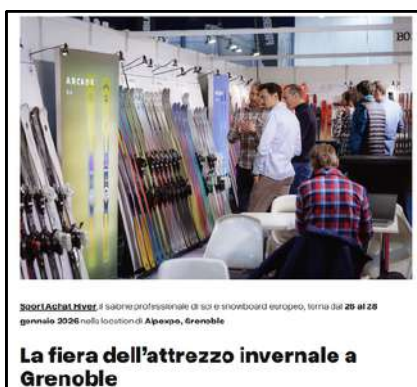 BO
ARCADE
Sport Achat Hiver, il salone professionale di sci e snowboard europeo, torna dal 26 al 28
gennaio 2026 nella location di Alpexpo, Grenoble
La fiera dell'attrezzo invernale a
Grenoble